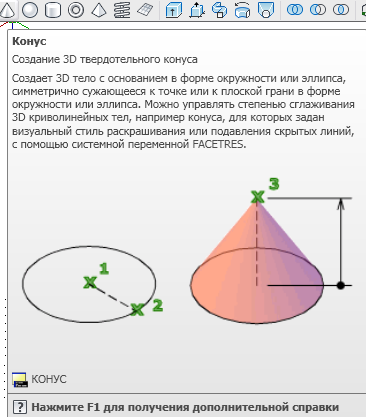 Конус
Создание 3D твердотельного конуса
Создает 3D тело с основанием в форме окружности или эллипса,
симметрично сужающееся к точке или к плоской грани в форме
окружности или эллипса. Можно управлять степенью сглаживания
3D криволинейных тел, например конуса, для которых задан
визуальный стиль раскрашивания или подавления скрытых линий,
с помощью системной переменной FACETRES.
3
1
2
КОНУС
Нажмите F1 для получения дополнительной справки